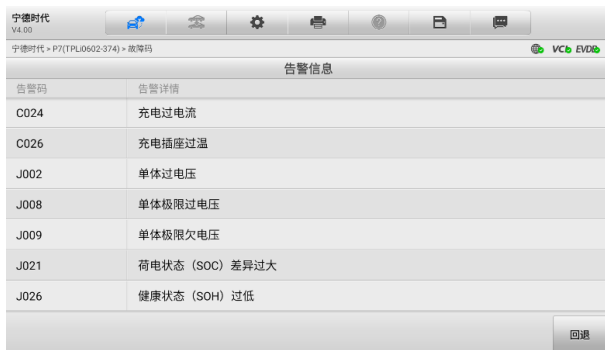 宁德时代
V4.00
宁德时代 > P7(TPLi0602-374) > 故障码
VCI EVDR
告警信息
告警码 告警详情
C024 充电过电流
C026 充电插座过温
J002 单体过电压
J008 单体极限过电压
J009 单体极限欠电压
J021 荷电状态（SOC）差异过大
J026 健康状态（SOH）过低
回退